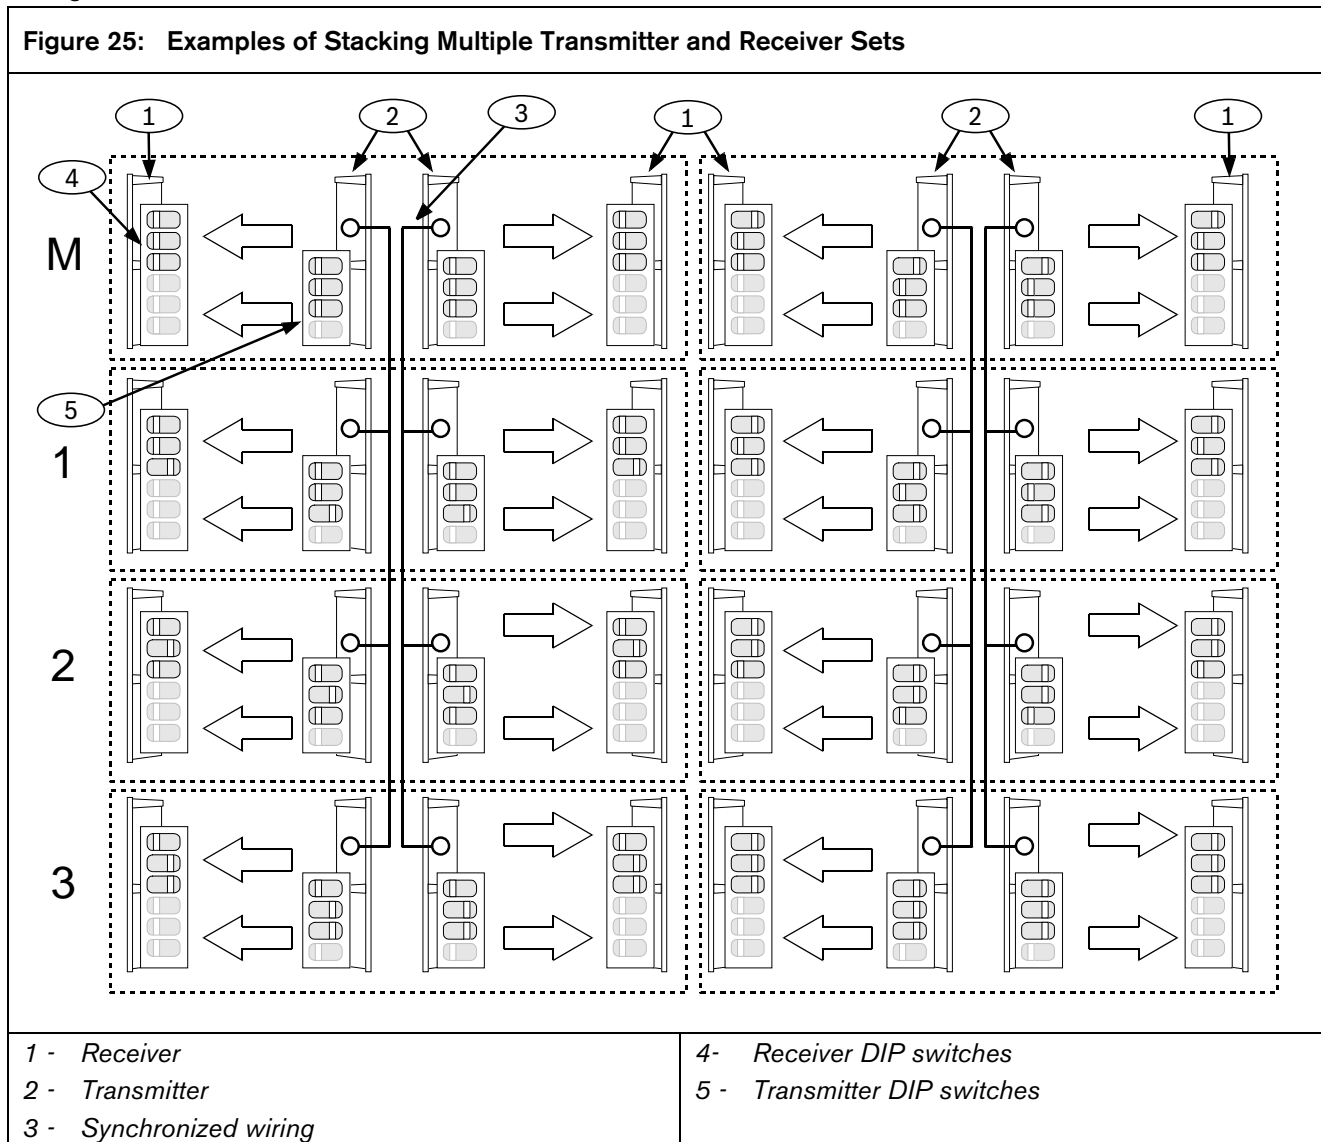 Figure 25: Examples of Stacking Multiple Transmitter and Receiver Sets
1 2 3 1 2 1
4
M
5
1
2
3
1 - Receiver
2 - Transmitter
3 - Synchronized wiring
4- Receiver DIP switches
5 - Transmitter DIP switches